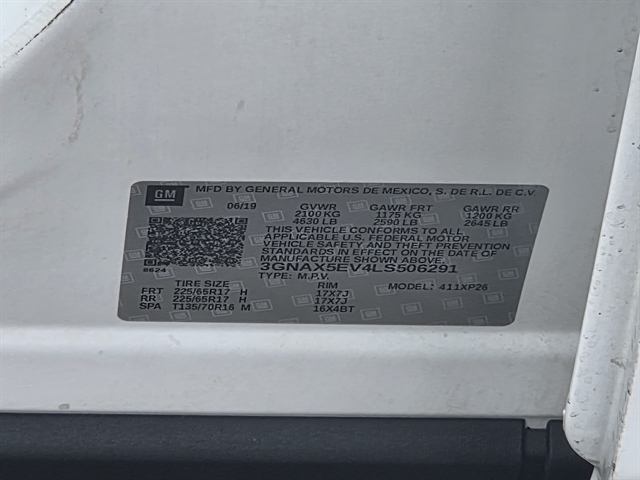 GM MFD BY GENERAL MOTORS DE MEXICO, S. DE R.L. DE C.V
06/19 GVWR GAWR FRT GAWR RR
2100 KG 1175 KG 1200 KG
4630 LB 2590 LB 2645 LB
THIS VEHICLE CONFORMS TO ALL
APPLICABLE U.S. FEDERAL MOTOR
VEHICLE SAFETY AND THEFT PREVENTION
STANDARDS IN EFFECT ON THE DATE OF
MANUFACTURE SHOWN ABOVE.
8624 3GNAX5EV4LS506291
TYPE: M.P.V.
TIRE SIZE RIM MODEL: 411XP26
FRT 225/65R17 H 17X7J
RR 225/65R17 H 17X7J
SPA T135/70R16 M 16X4BT